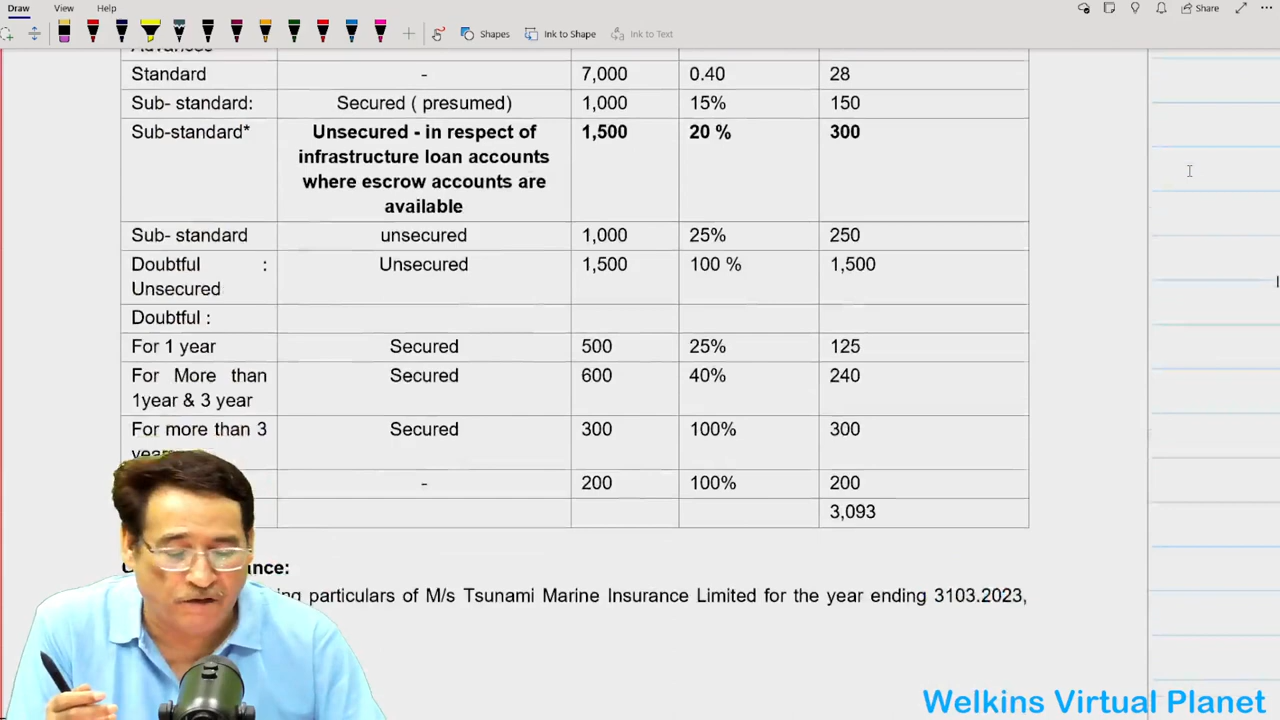 Draw View Help
Share
Shapes Ink to Shape Ink to Text
Advances
Standard - 7,000 0.40 28
Sub- standard: Secured ( presumed) 1,000 15% 150
Sub-standard* Unsecured - in respect of 1,500 20 % 300
infrastructure loan accounts
where escrow accounts are
available
Sub- standard unsecured 1,000 25% 250
Doubtful : Unsecured 1,500 100 % 1,500
Unsecured
Doubtful :
For 1 year Secured 500 25% 125
For More than Secured 600 40% 240
1year & 3 year
For more than 3 Secured 300 100% 300
- 200 100% 200
3,093
particulars of M/s Tsunami Marine Insurance Limited for the year ending 3103.2023,
Welkins Virtual Planet